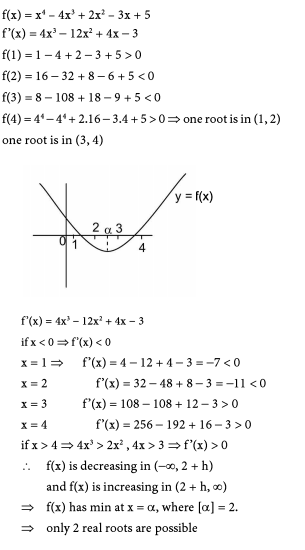 f(x) = x⁴ – 4x³ + 2x² – 3x + 5
f'(x) = 4x³ – 12x² + 4x – 3
f(1) = 1 – 4 + 2 – 3 + 5 > 0
f(2) = 16 – 32 + 8 – 6 + 5 < 0
f(3) = 8 – 108 + 18 – 9 + 5 < 0
f(4) = 4⁴ – 4⁴ + 2.16 – 3.4 + 5 > 0 ⇒ one root is in (1, 2)
one root is in (3, 4)
y = f(x)
0 1 2 α 3 4
f'(x) = 4x³ – 12x² + 4x – 3
if x < 0 ⇒ f'(x) < 0
x = 1 ⇒ f'(x) = 4 – 12 + 4 – 3 = –7 < 0
x = 2 f'(x) = 32 – 48 + 8 – 3 = –11 < 0
x = 3 f'(x) = 108 – 108 + 12 – 3 > 0
x = 4 f'(x) = 256 – 192 + 16 – 3 > 0
if x > 4 ⇒ 4x³ > 2x², 4x > 3 ⇒ f'(x) > 0
∴ f(x) is decreasing in (–∞, 2 + h)
and f(x) is increasing in (2 + h, ∞)
⇒ f(x) has min at x = α, where [α] = 2.
⇒ only 2 real roots are possible